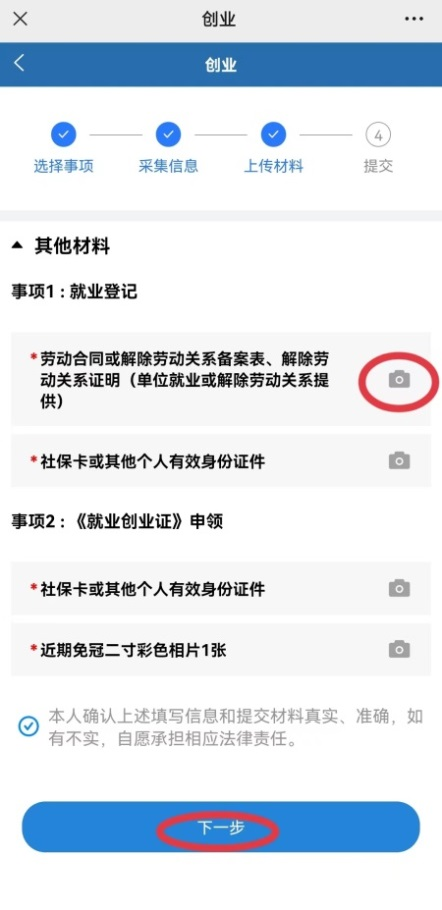 创业
创业
4
选择事项
采集信息
上传材料
提交
其他材料
事项1：就业登记
*劳动合同或解除劳动关系备案表、解除劳
动关系证明（单位就业或解除劳动关系提
供）
*社保卡或其他个人有效身份证件
事项2：《就业创业证》申领
*社保卡或其他个人有效身份证件
*近期免冠二寸彩色相片1张
本人确认上述填写信息和提交材料真实、准确，如
有不实，自愿承担相应法律责任。
下一步